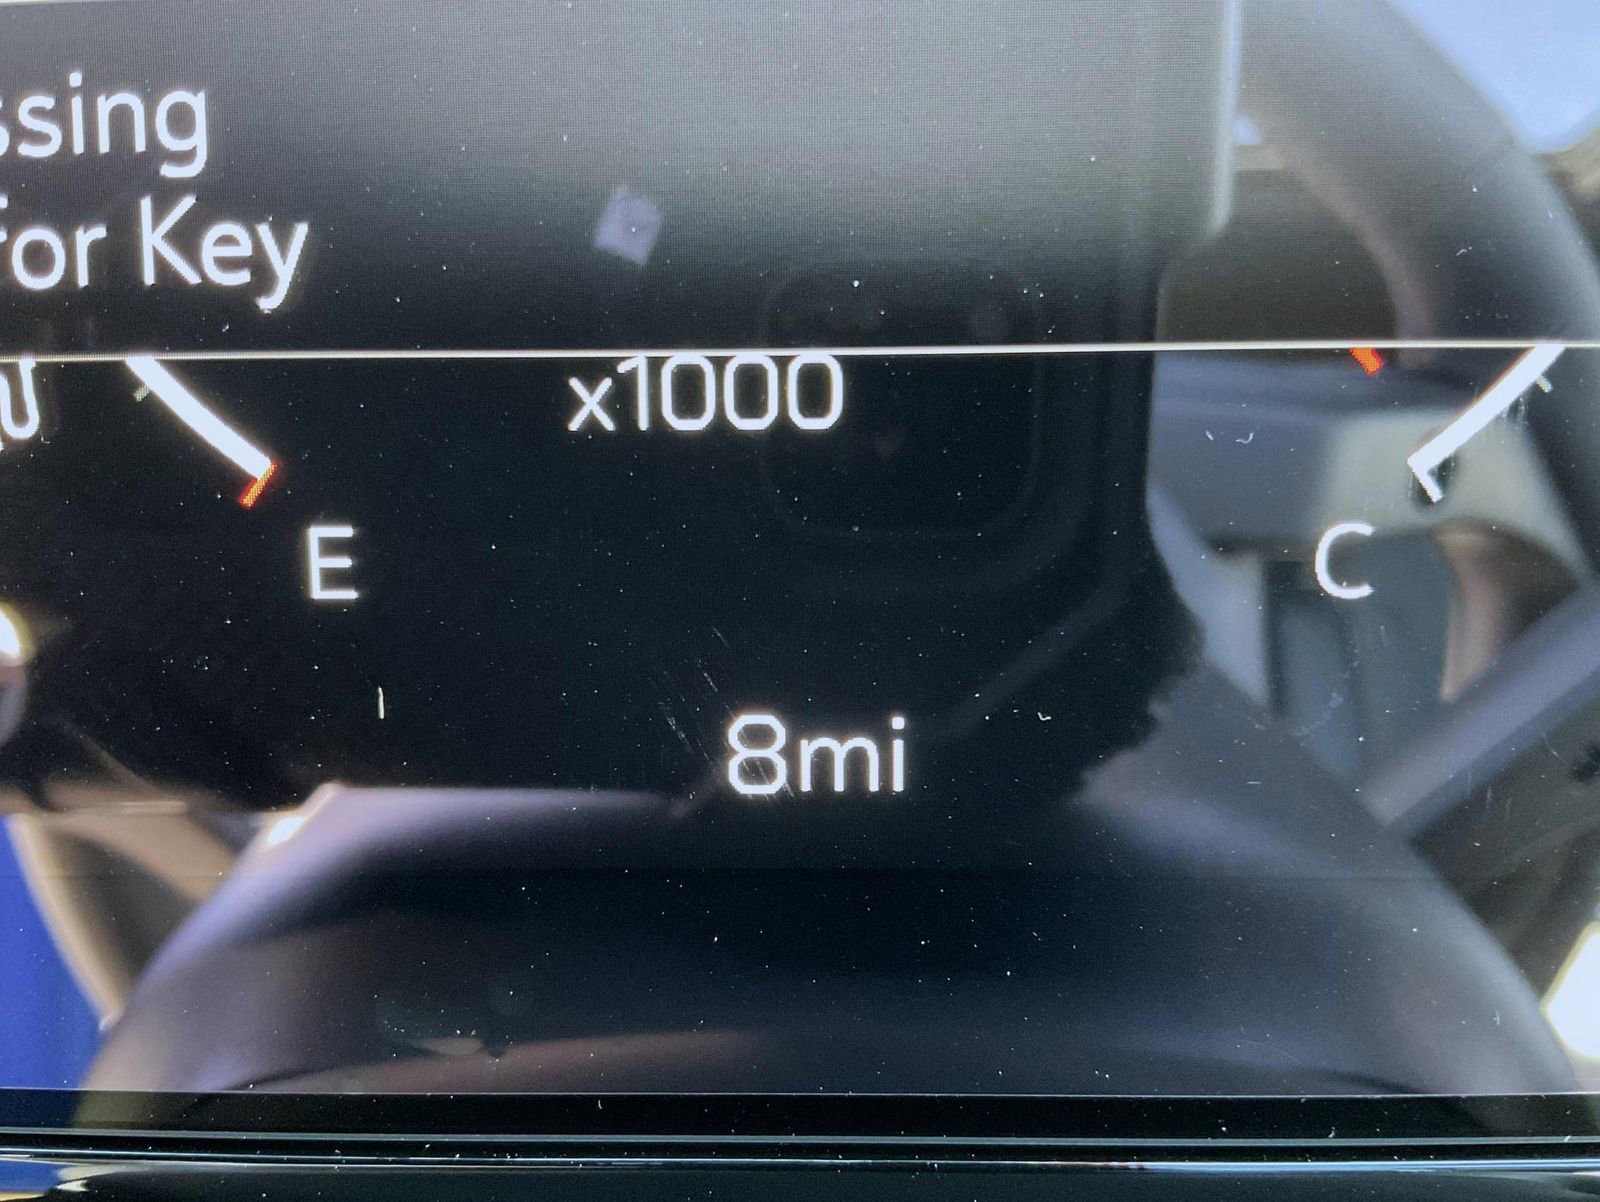 ssing
for Key
x1000
E
C
8mi